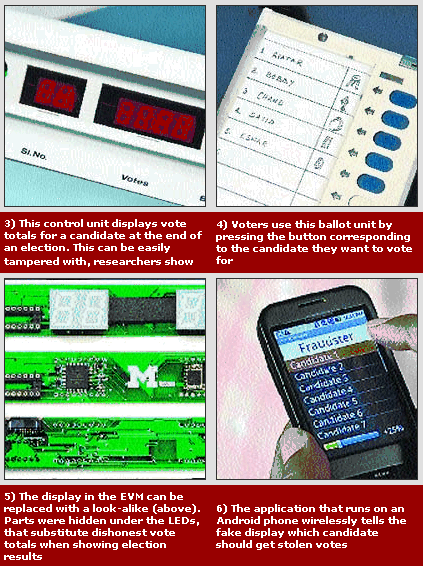 Sl.No.
Votes
1 AVATAR
2. BOBBY
3. CHAND
4. DAVID
5. ESWAR
3) This control unit displays vote
totals for a candidate at the end of
an election. This can be easily
tampered with, researchers show
4) Voters use this ballot unit by
pressing the button corresponding
to the candidate they want to vote
for
M
Fraudster
Candidate 1
Candidate 2
Candidate 3
Candidate 4
Candidate 5
Candidate 6
Candidate 7
+25%
5) The display in the EVM can be
replaced with a look-alike (above).
Parts were hidden under the LEDs,
that substitute dishonest vote
totals when showing election
results
6) The application that runs on an
Android phone wirelessly tells the
fake display which candidate
should get stolen votes